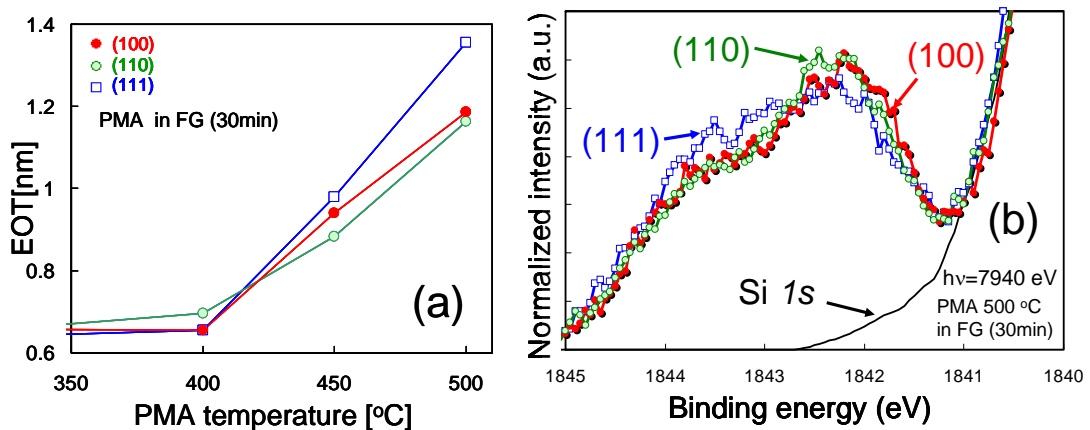 1.4
1.2
1
0.8
0.6
EOT[nm]
(100)
(110)
(111)
PMA in FG (30min)
(a)
350
400
450
500
PMA temperature [oC]
Normalized intensity (a.u.)
(110)
(100)
(111)
(b)
Si 1s
hν=7940 eV
PMA 500 oC
in FG (30min)
1845
1844
1843
1842
1841
1840
Binding energy (eV)